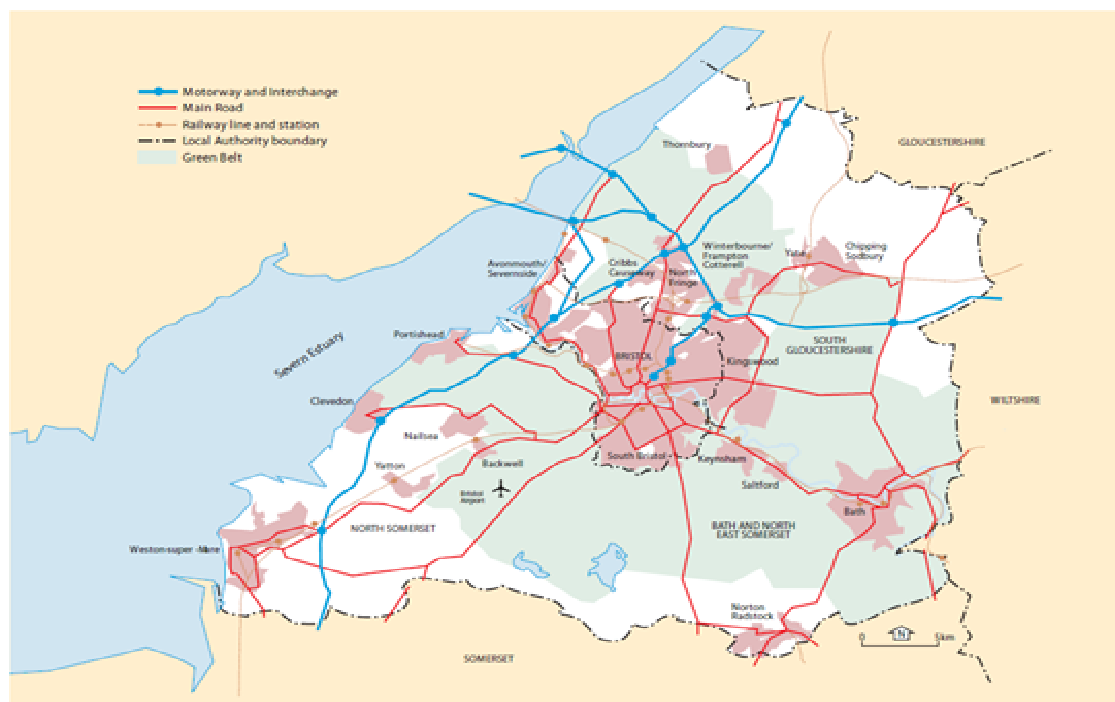 Motorway and Interchange
Main Road
Railway line and station
Local Authority boundary
Green Belt
GLOUCESTERSHIRE
Thornbury
Winterbourne/
Frampton
Cotterell
Yate
Chipping
Sodbury
Avonmouth/
Severnside
Cribbs
Causeway
North
Fringe
Portishead
Severn Estuary
BRISTOL
Kingswood
SOUTH
GLOUCESTERSHIRE
Clevedon
WILTSHIRE
Nailsea
Backwell
South Bristol
Keynsham
Yatton
Saltford
Bristol
Airport
Bath
NORTH SOMERSET
BATH AND NORTH
EAST SOMERSET
Weston-super-Mare
Norton
Radstock
N
0 5km
SOMERSET